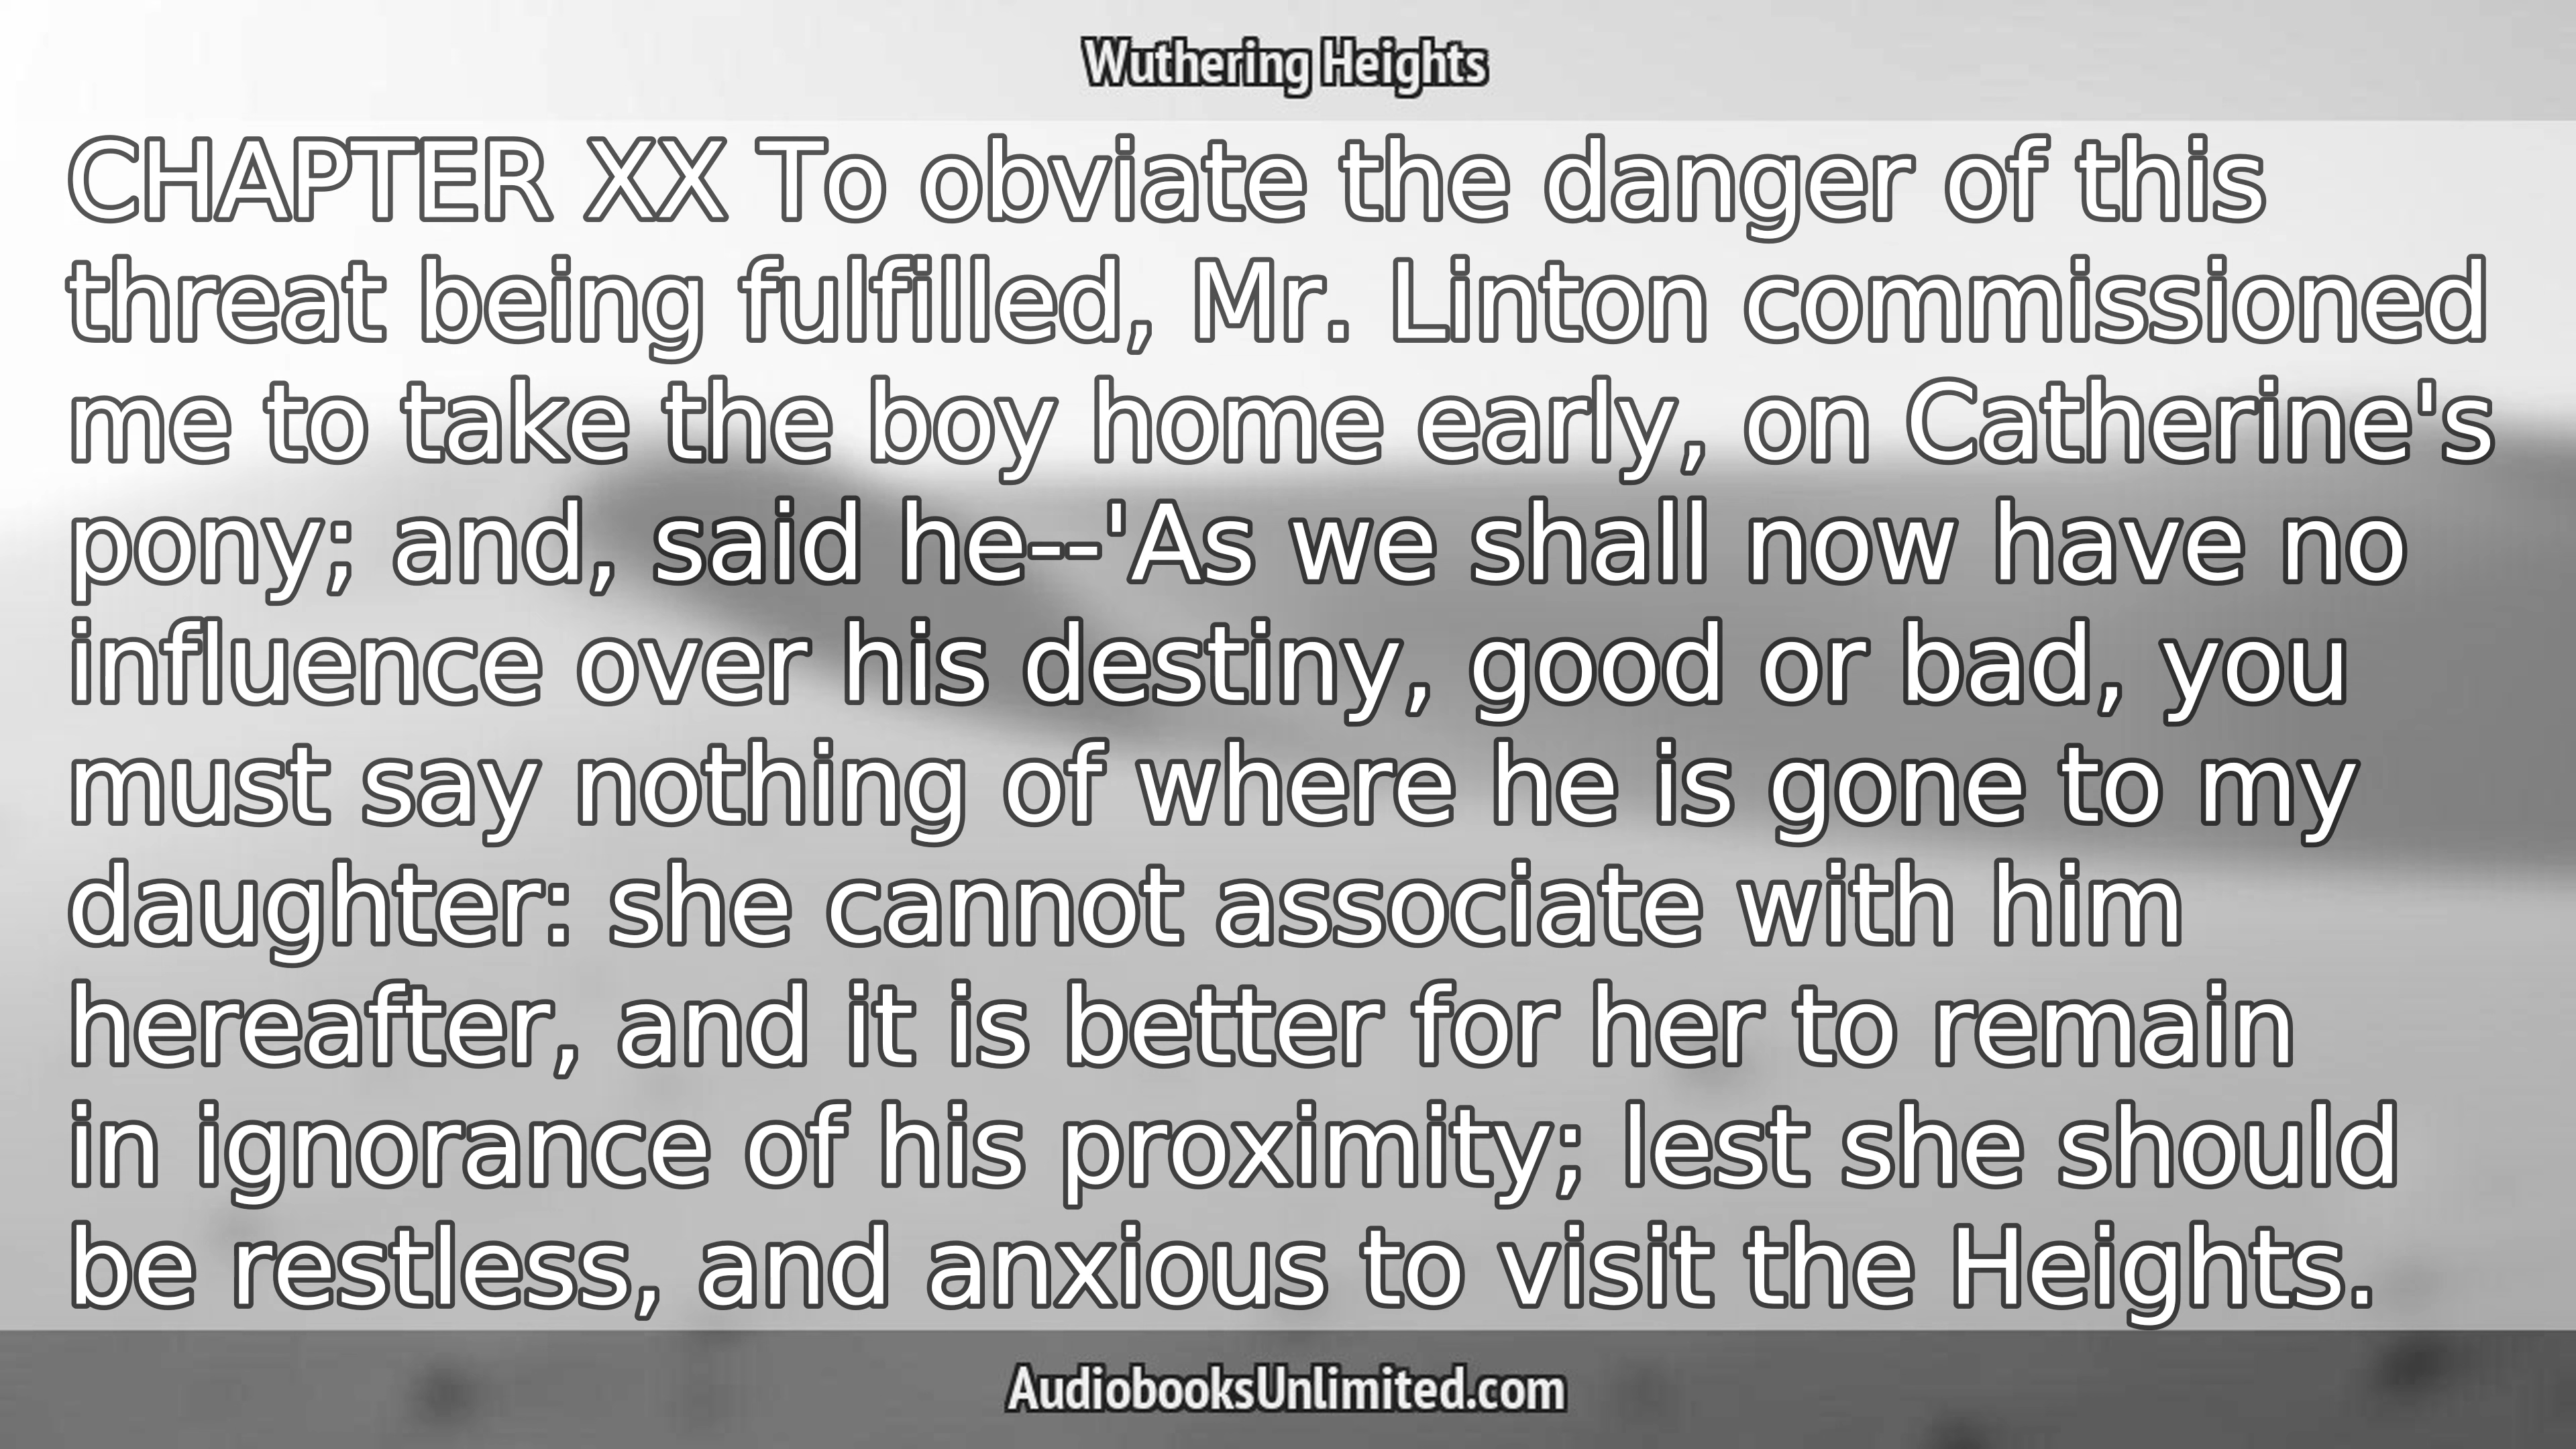 Wuthering Heights
CHAPTER XX To obviate the danger of this
threat being fulfilled, Mr. Linton commissioned
me to take the boy home early, on Catherine's
pony; and, said he--'As we shall now have no
influence over his destiny, good or bad, you
must say nothing of where he is gone to my
daughter: she cannot associate with him
hereafter, and it is better for her to remain
in ignorance of his proximity; lest she should
be restless, and anxious to visit the Heights.
AudiobooksUnlimited.com